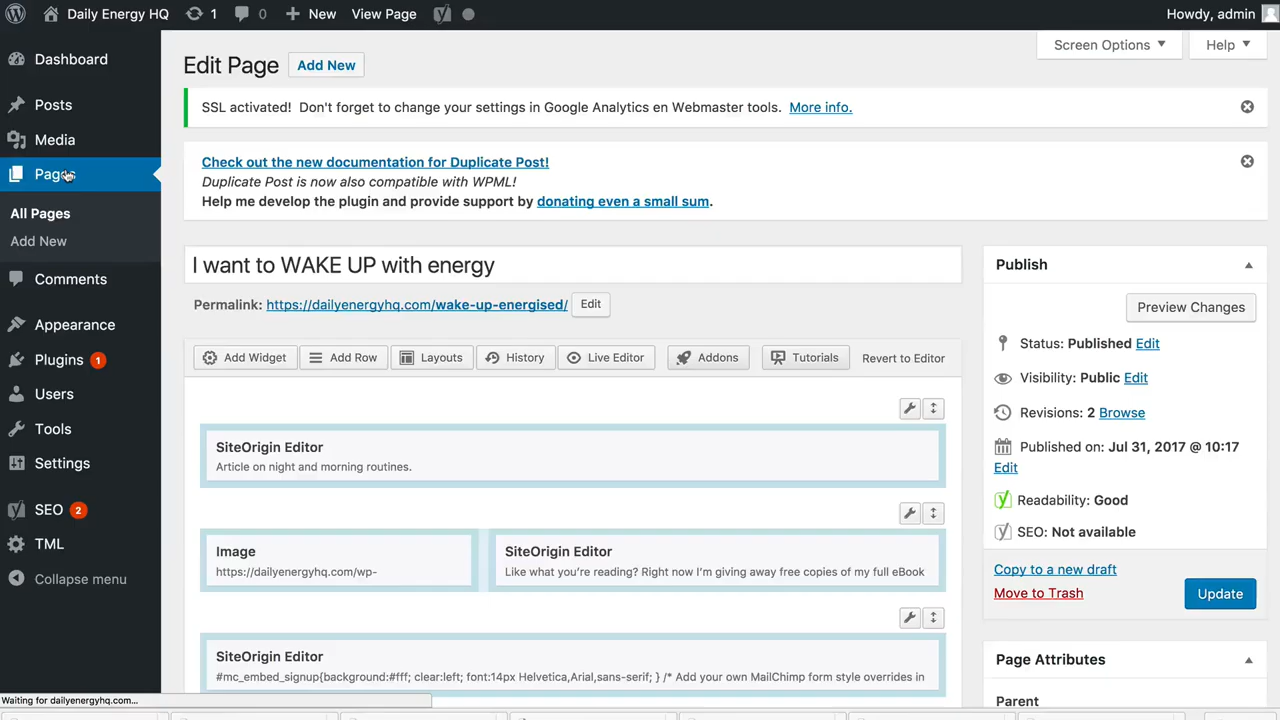 Daily Energy HQ
1
0
New
View Page
Howdy, admin
Dashboard
Posts
Media
Pages
All Pages
Add New
Comments
Appearance
Plugins 1
Users
Tools
Settings
SEO 2
TML
Collapse menu
Screen Options
Help
Edit Page
Add New
SSL activated! Don't forget to change your settings in Google Analytics en Webmaster tools. More info.
Check out the new documentation for Duplicate Post!
Duplicate Post is now also compatible with WPML!
Help me develop the plugin and provide support by donating even a small sum.
I want to WAKE UP with energy
Permalink: https://dailyenergyhq.com/wake-up-energised/ Edit
Add Widget
Add Row
Layouts
History
Live Editor
Addons
Tutorials
Revert to Editor
SiteOrigin Editor
Article on night and morning routines.
Image
https://dailyenergyhq.com/wp-
SiteOrigin Editor
Like what you're reading? Right now I'm giving away free copies of my full eBook
SiteOrigin Editor
#mc_embed_signup{background:#fff; clear:left; font:14px Helvetica,Arial,sans-serif; } /* Add your own MailChimp form style overrides in
Publish
Preview Changes
Status: Published Edit
Visibility: Public Edit
Revisions: 2 Browse
Published on: Jul 31, 2017 @ 10:17
Edit
Readability: Good
SEO: Not available
Copy to a new draft
Move to Trash
Update
Page Attributes
Parent
Waiting for dailyenergyhq.com...